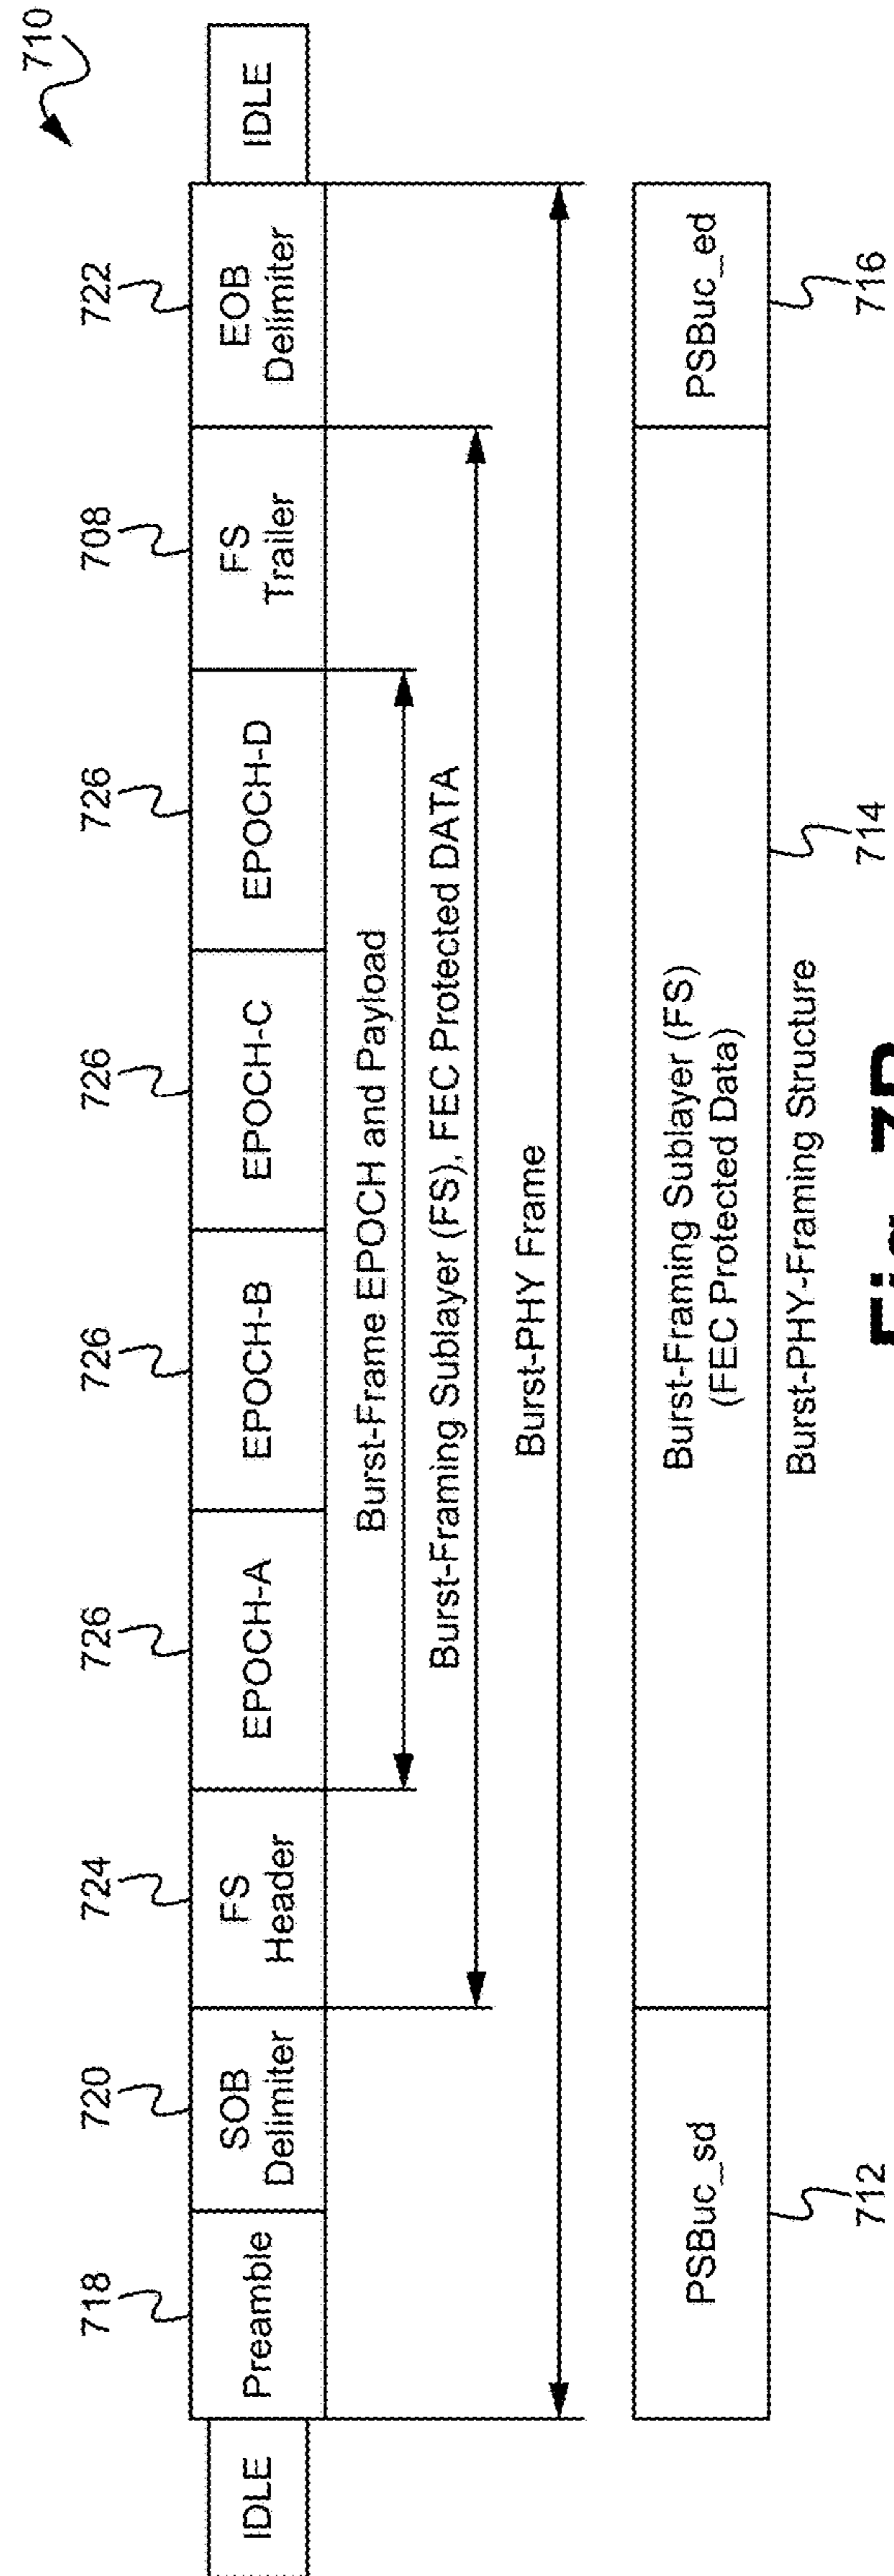 710
718
720
724
726
726
726
726
708
722
IDLE
Preamble
SOB
Delimiter
FS
Header
EPOCH-A
EPOCH-B
EPOCH-C
EPOCH-D
FS
Trailer
EOB
Delimiter
IDLE
Burst-Frame EPOCH and Payload
Burst-Framing Sublayer (FS), FEC Protected DATA
Burst-PHY Frame
PSBuc_sd
Burst-Framing Sublayer (FS)
(FEC Protected Data)
PSBuc_ed
Burst-PHY-Framing Structure
712
714
716